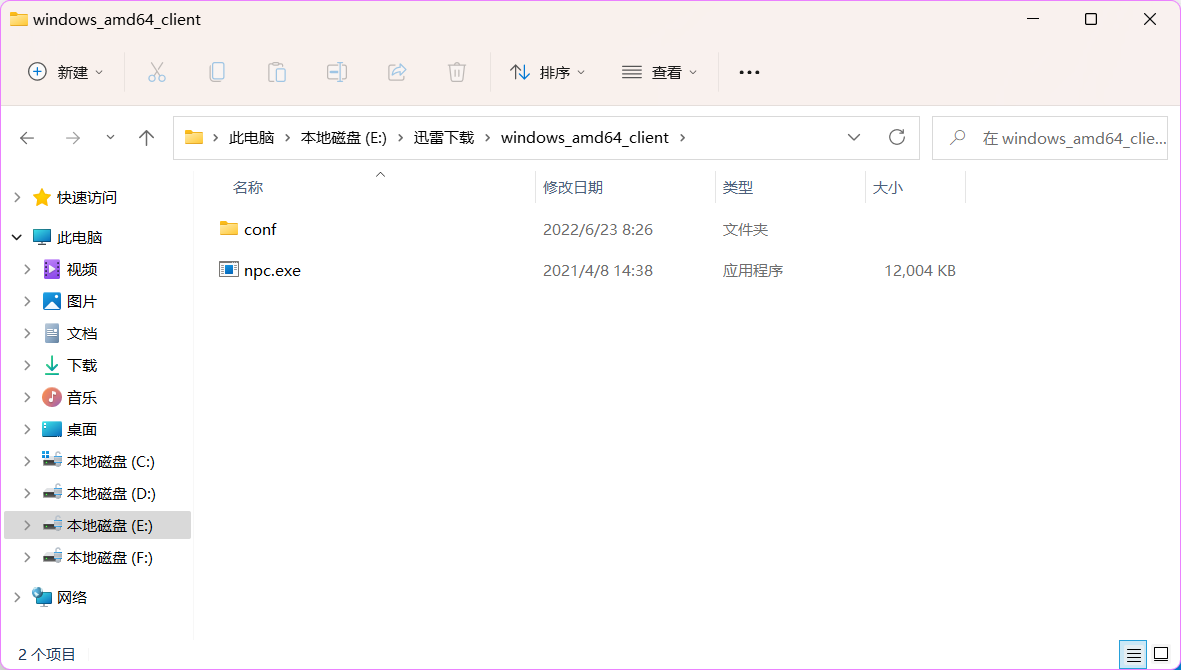 windows_amd64_client
新建 排序 查看
此电脑 本地磁盘 (E:) 迅雷下载 windows_amd64_client 在 windows_amd64_clie...
名称 修改日期 类型 大小
conf 2022/6/23 8:26 文件夹
npc.exe 2021/4/8 14:38 应用程序 12,004 KB
快速访问
此电脑
视频
图片
文档
下载
音乐
桌面
本地磁盘 (C:)
本地磁盘 (D:)
本地磁盘 (E:)
本地磁盘 (F:)
网络
2 个项目